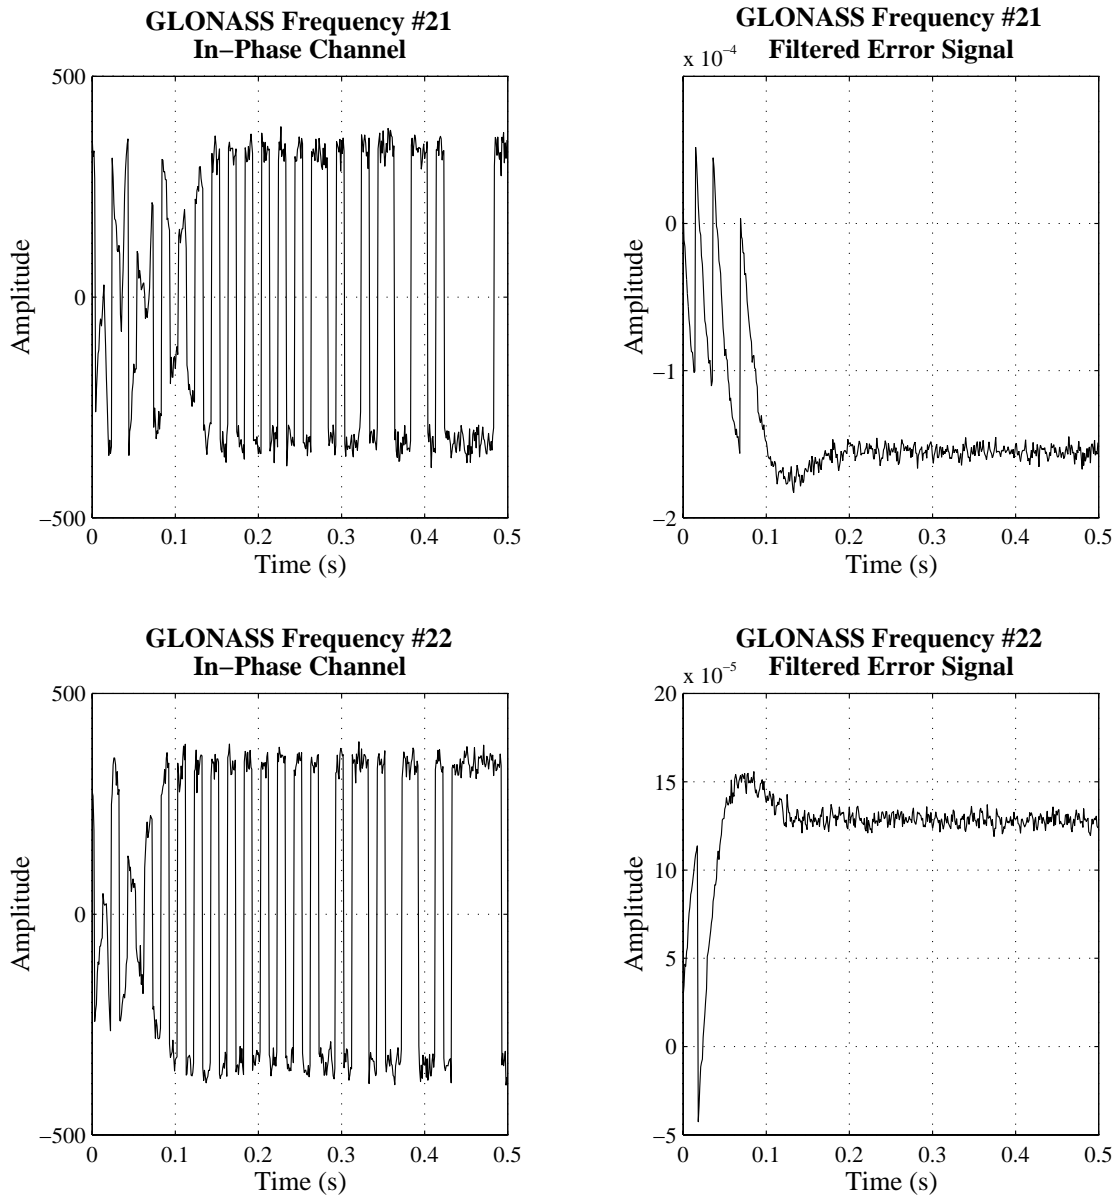 GLONASS Frequency #21
In−Phase Channel
500
0
−500
Amplitude
0 0.1 0.2 0.3 0.4 0.5
Time (s)
GLONASS Frequency #21
Filtered Error Signal
x 10⁻⁴
0
−1
−2
Amplitude
0 0.1 0.2 0.3 0.4 0.5
Time (s)
GLONASS Frequency #22
In−Phase Channel
500
0
−500
Amplitude
0 0.1 0.2 0.3 0.4 0.5
Time (s)
GLONASS Frequency #22
Filtered Error Signal
x 10⁻⁵
20
15
10
5
0
−5
Amplitude
0 0.1 0.2 0.3 0.4 0.5
Time (s)